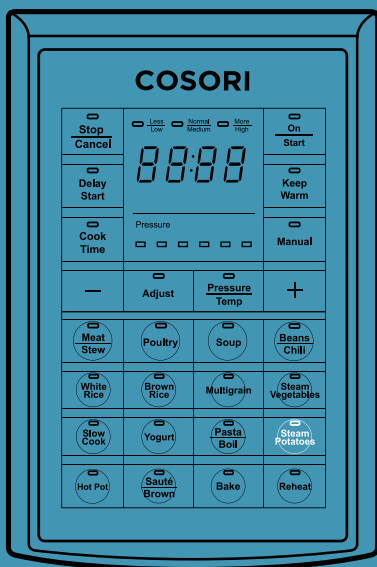 COSORI
Stop
Cancel
Less
Low
Normal
Medium
More
High
On
Start
88:88
Delay
Start
Keep
Warm
Cook
Time
Pressure
Manual
—
Adjust
Pressure
Temp
+
Meat
Stew
Poultry
Soup
Beans
Chili
White
Rice
Brown
Rice
Multigrain
Steam
Vegetables
Slow
Cook
Yogurt
Pasta
Boil
Steam
Potatoes
Hot Pot
Sauté
Brown
Bake
Reheat